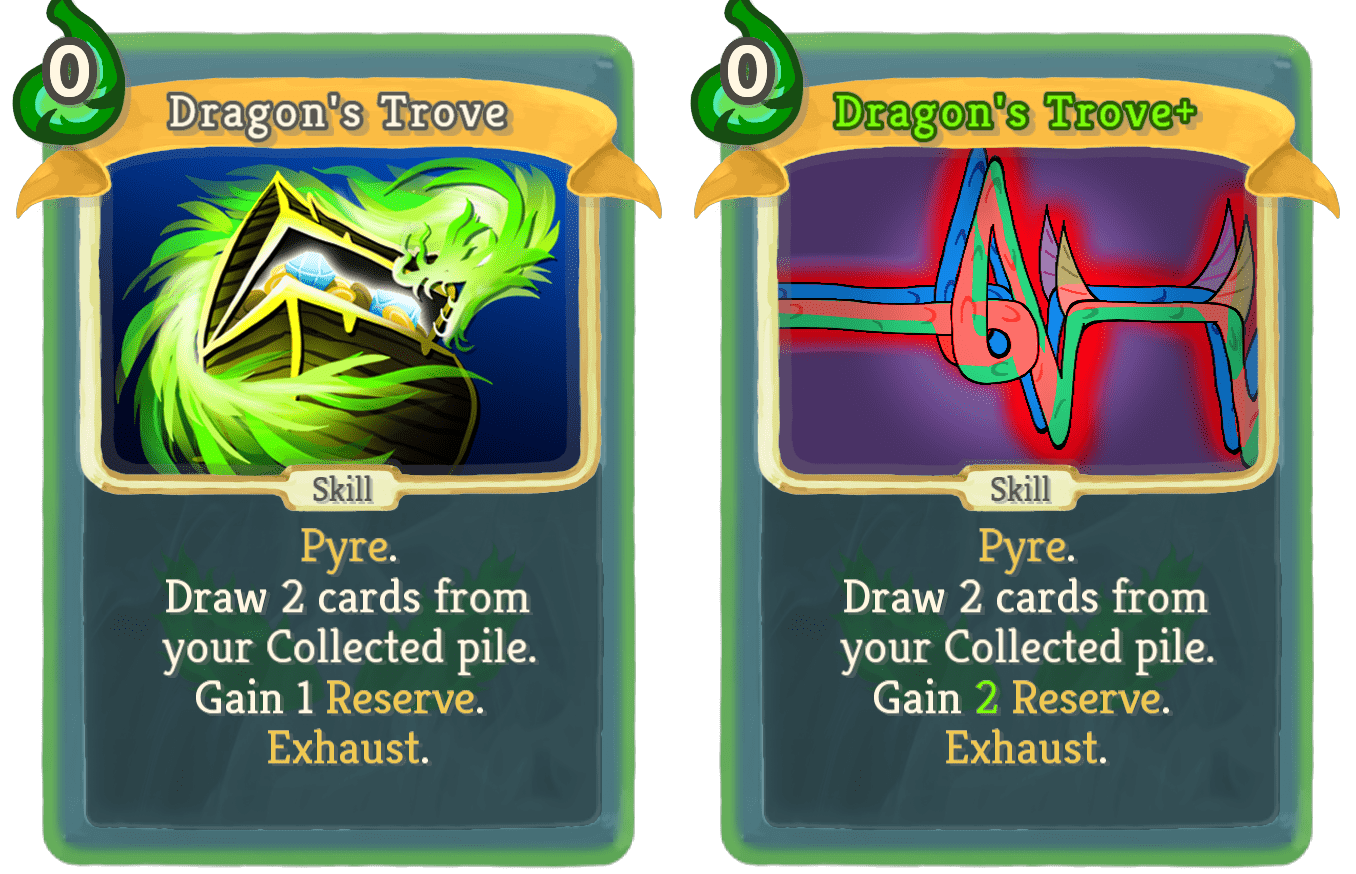 0
Dragon's Trove
Skill
Pyre.
Draw 2 cards from
your Collected pile.
Gain 1 Reserve.
Exhaust.
0
Dragon's Trove+
Skill
Pyre.
Draw 2 cards from
your Collected pile.
Gain 2 Reserve.
Exhaust.